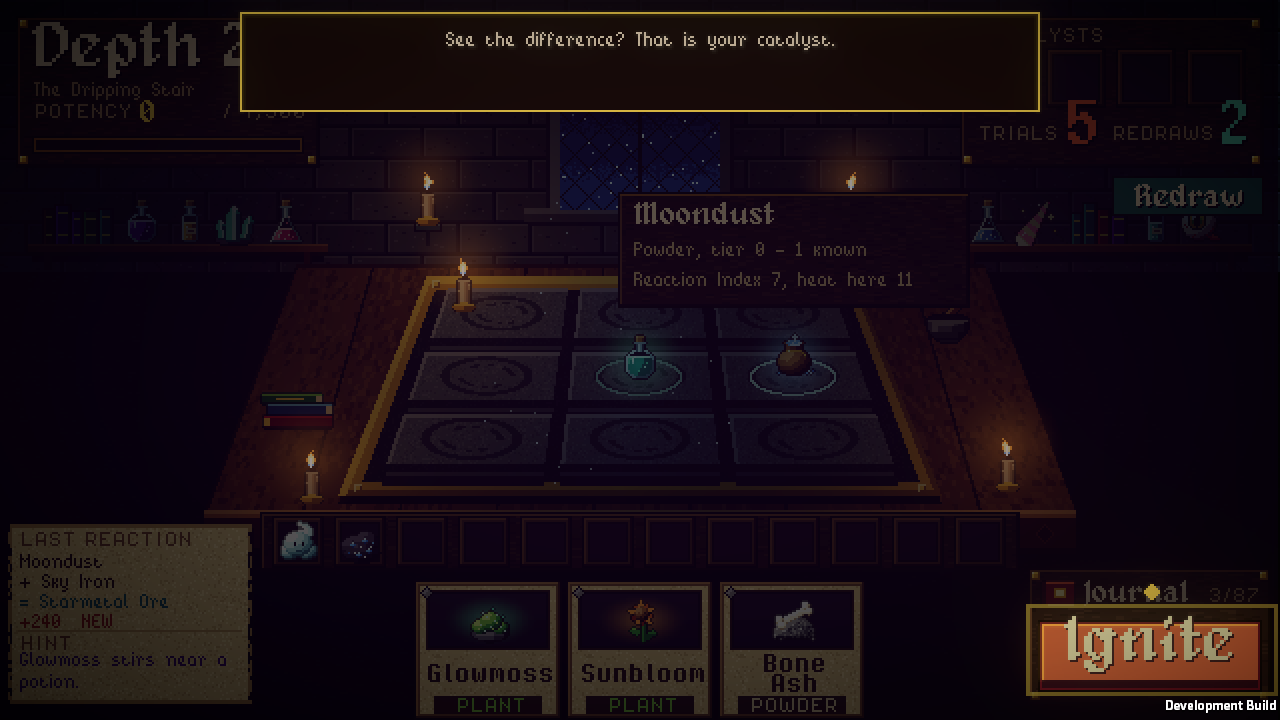 See the difference? That is your catalyst.
Depth 2
The Dripping Stair
POTENCY 0 / 1,300
LYSTS
TRIALS 5 REDRAWS 2
Redraw
Moondust
Powder, tier 0 - 1 known
Reaction Index 7, heat here 11
LAST REACTION
Moondust
+ Sky Iron
= Starmetal Ore
+240 NEW
HINT
Glowmoss stirs near a
potion.
Glowmoss
PLANT
Sunbloom
PLANT
Bone
Ash
POWDER
Journal 3/87
Ignite
Development Build